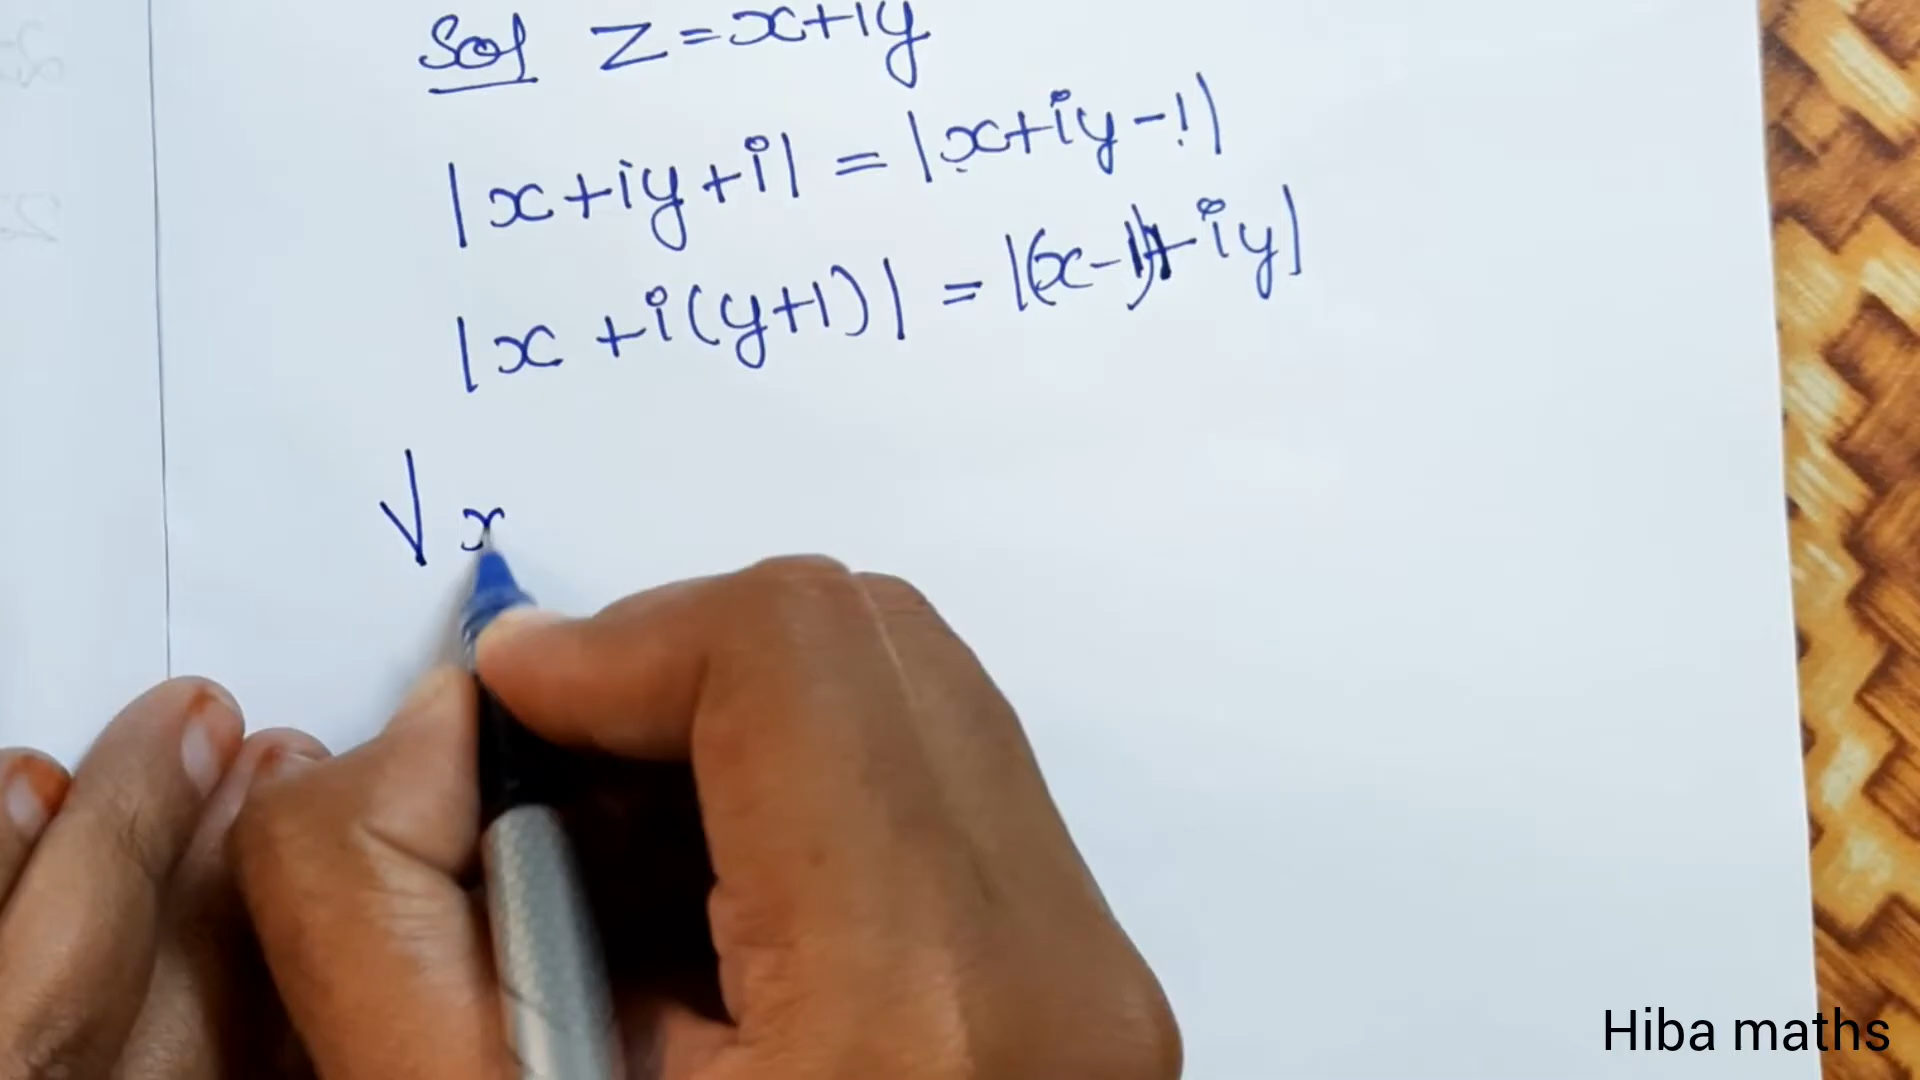 Sol z=x+iy
|x+iy+i| = |x+iy-1|
|x+i(y+1)| = |(x-1)+iy|
√x
Hiba maths